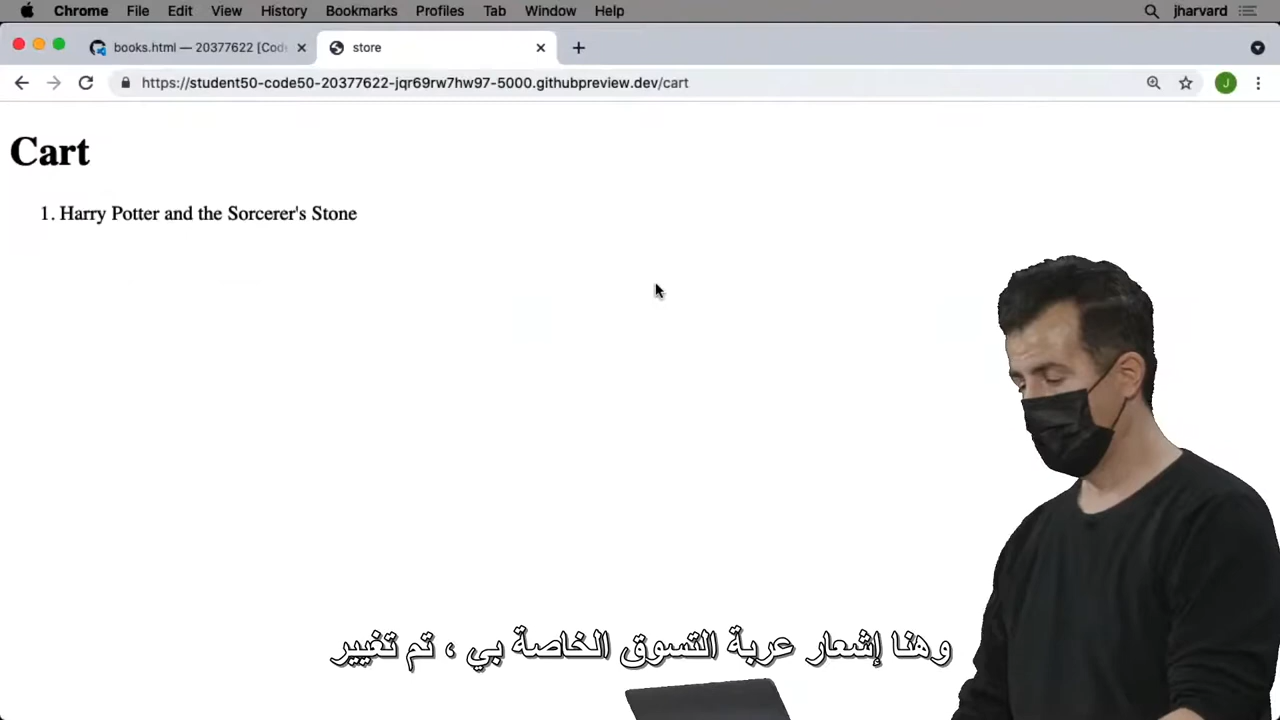 Chrome File Edit View History Bookmarks Profiles Tab Window Help jharvard
books.html — 20377622 [Cod store
https://student50-code50-20377622-jqr69rw7hw97-5000.githubpreview.dev/cart J
Cart
1. Harry Potter and the Sorcerer's Stone
وهنا إشعار عربة التسوق الخاصة بي ، تم تغيير